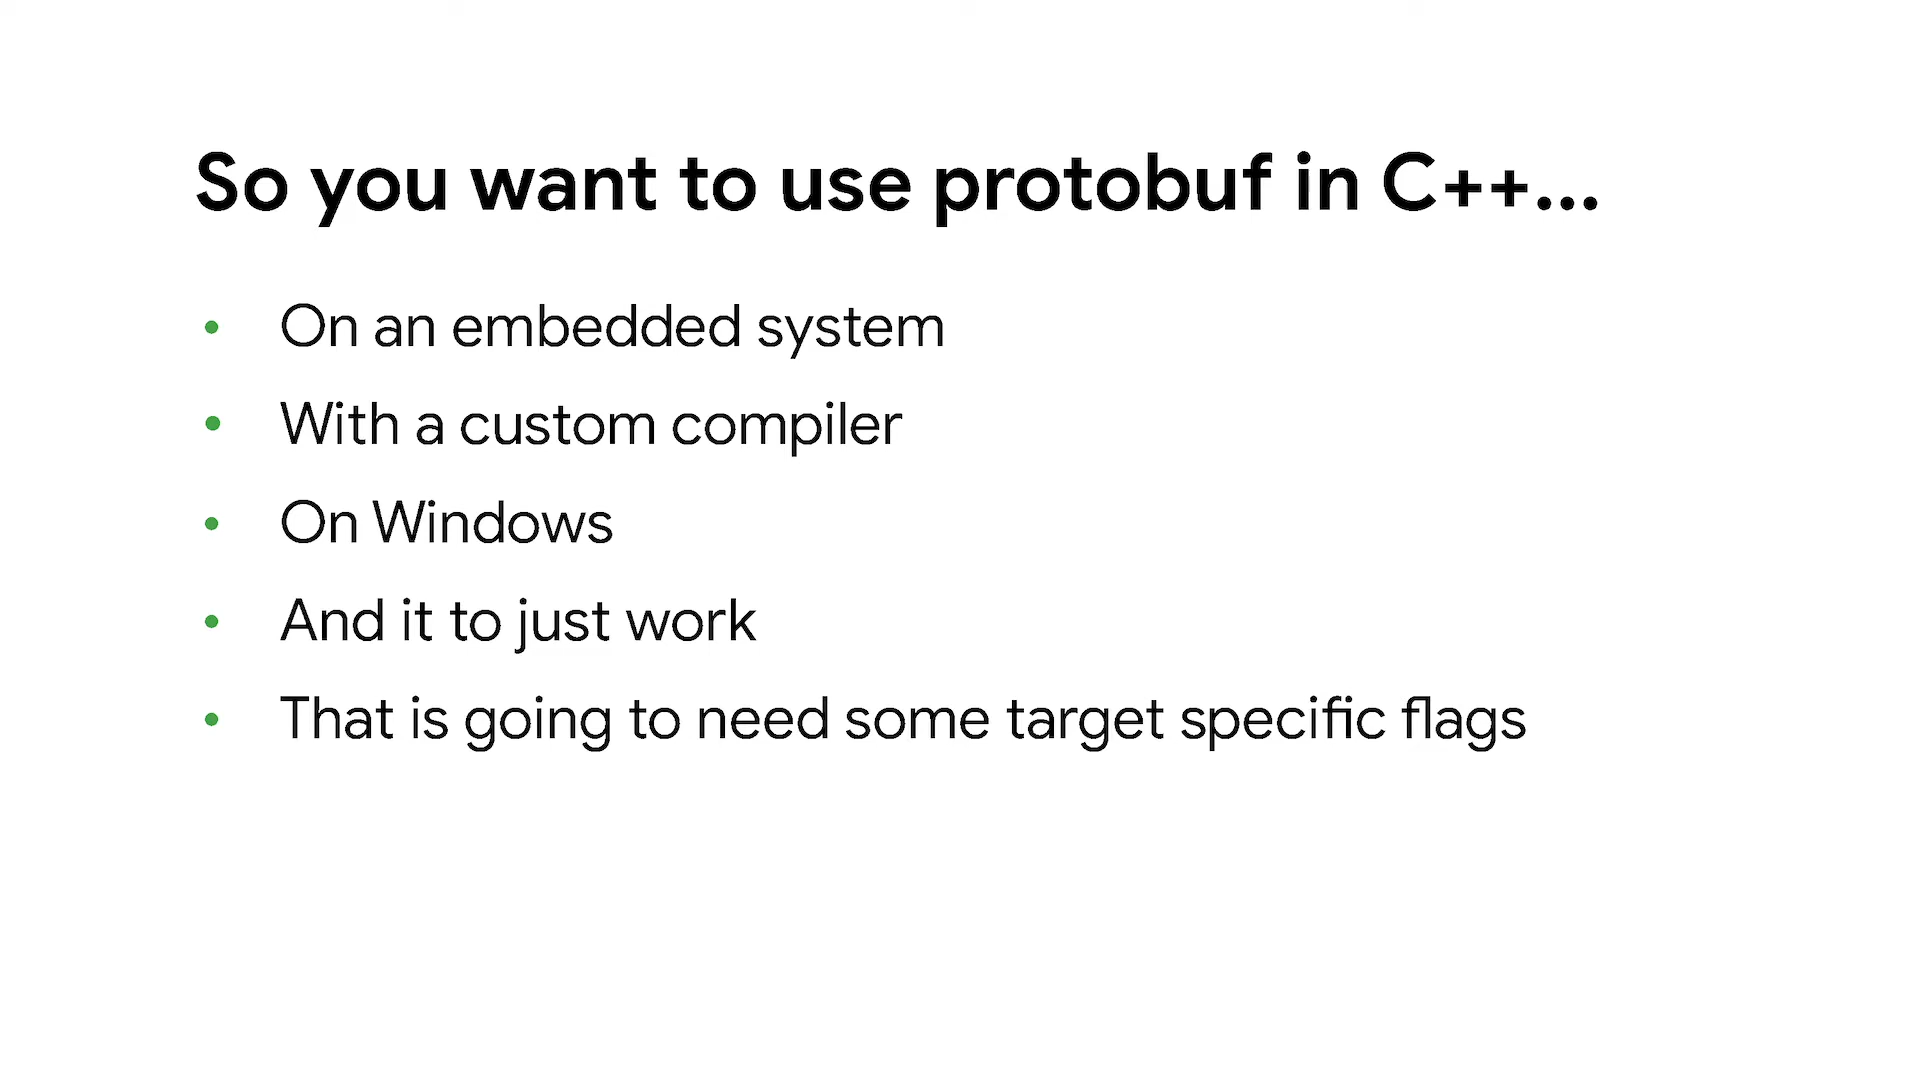 So you want to use protobuf in C++...
• On an embedded system
• With a custom compiler
• On Windows
• And it to just work
• That is going to need some target specific flags